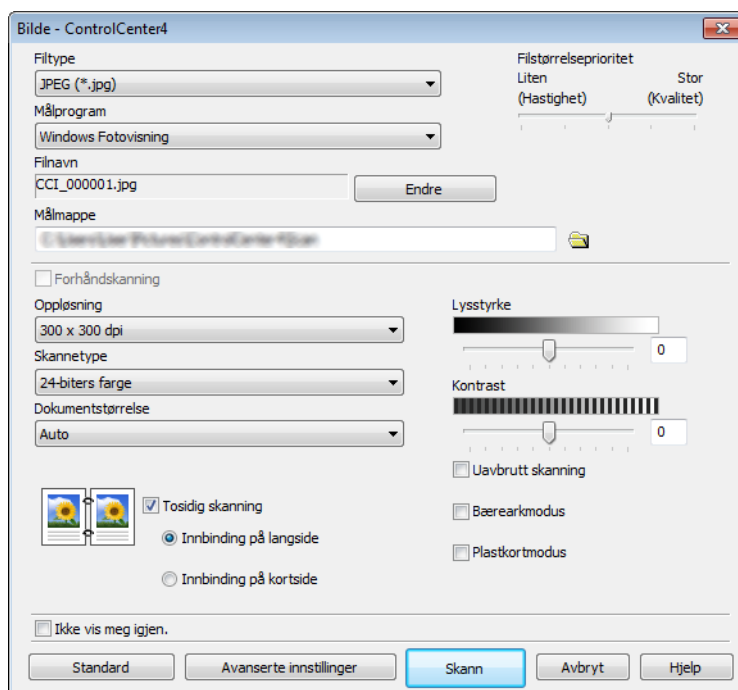 Bilde - ControlCenter4
Filtype
JPEG (*.jpg)
Målprogram
Windows Fotovisning
Filnavn
CCI_000001.jpg
Endre
Målmappe
Filstørrelseprioritet
Liten Stor
(Hastighet) (Kvalitet)
Forhåndskanning
Oppløsning
300 x 300 dpi
Skannetype
24-biters farge
Dokumentstørrelse
Auto
Lysstyrke
0
Kontrast
0
Tosidig skanning
Innbinding på langside
Innbinding på kortside
Uavbrutt skanning
Bærearkmodus
Plastkortmodus
Ikke vis meg igjen.
Standard Avanserte innstillinger Skann Avbryt Hjelp